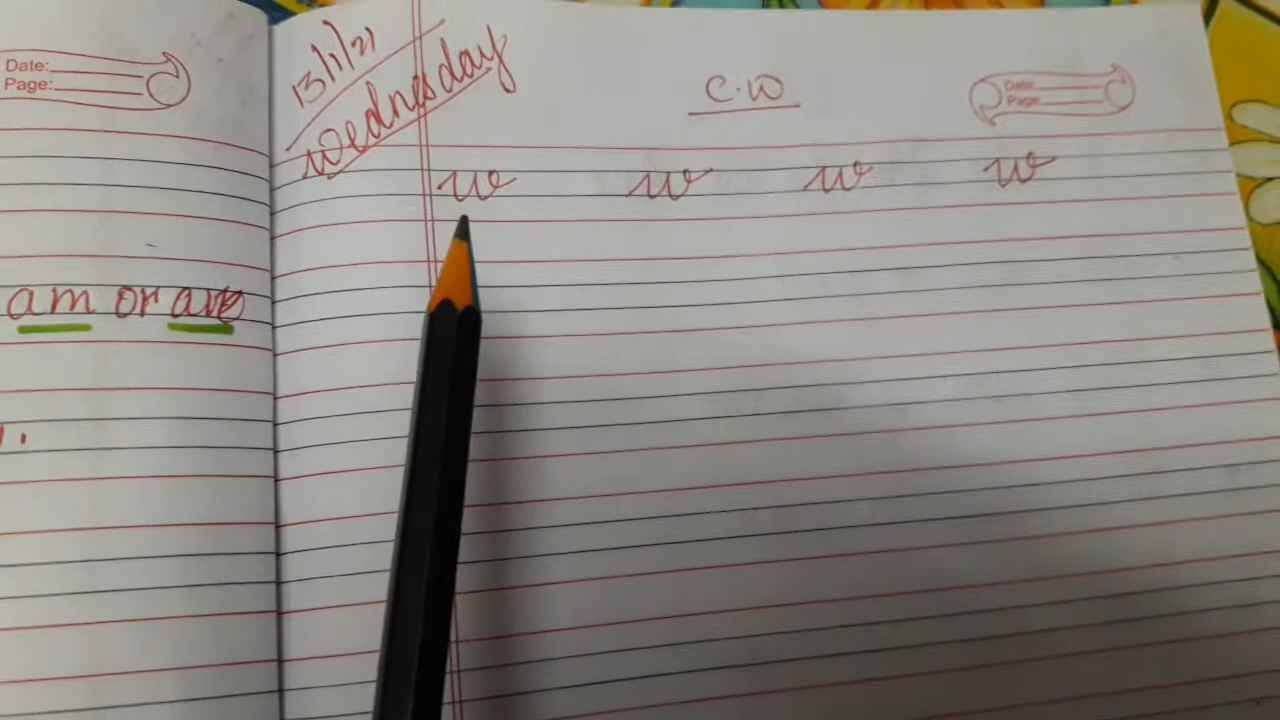 Date:
Page:
am or are
13/1/21
Wednesday
C.W
Date:
Page:
w w w w